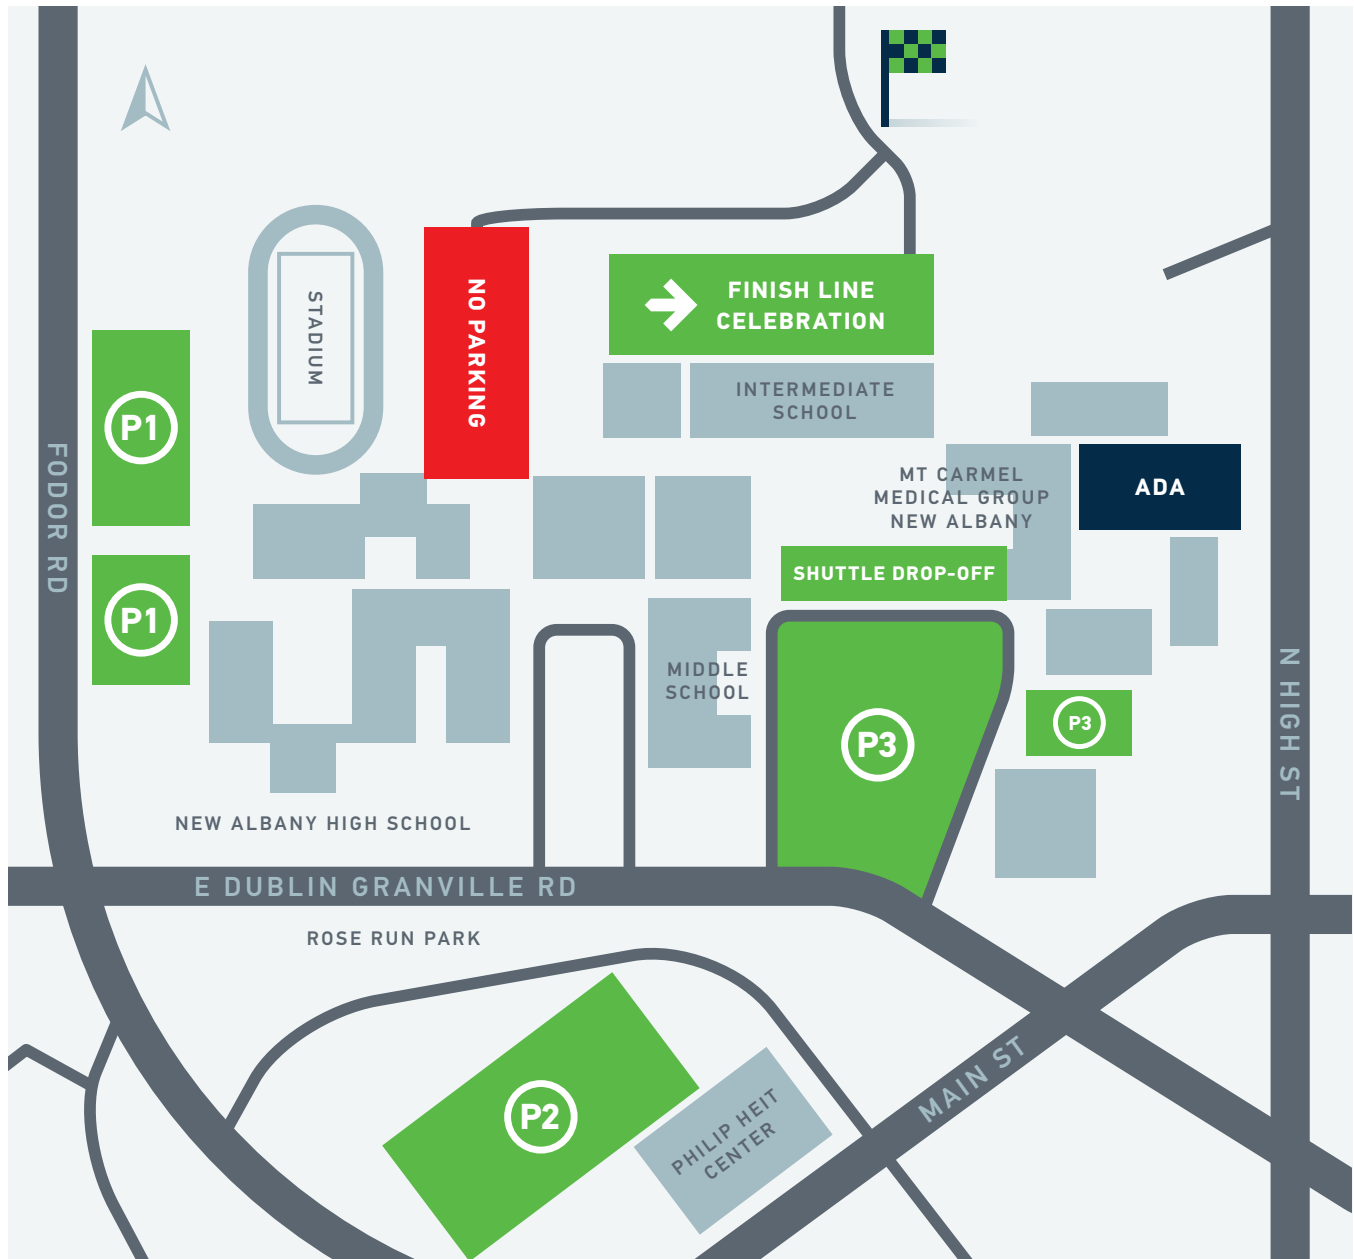 FINISH LINE
CELEBRATION
STADIUM
NO PARKING
INTERMEDIATE
SCHOOL
P1
FODOR RD
MT CARMEL
MEDICAL GROUP
NEW ALBANY
ADA
SHUTTLE DROP-OFF
P1
MIDDLE
SCHOOL
P3
P3
N HIGH ST
NEW ALBANY HIGH SCHOOL
E DUBLIN GRANVILLE RD
ROSE RUN PARK
MAIN ST
P2
PHILIP HEIT
CENTER